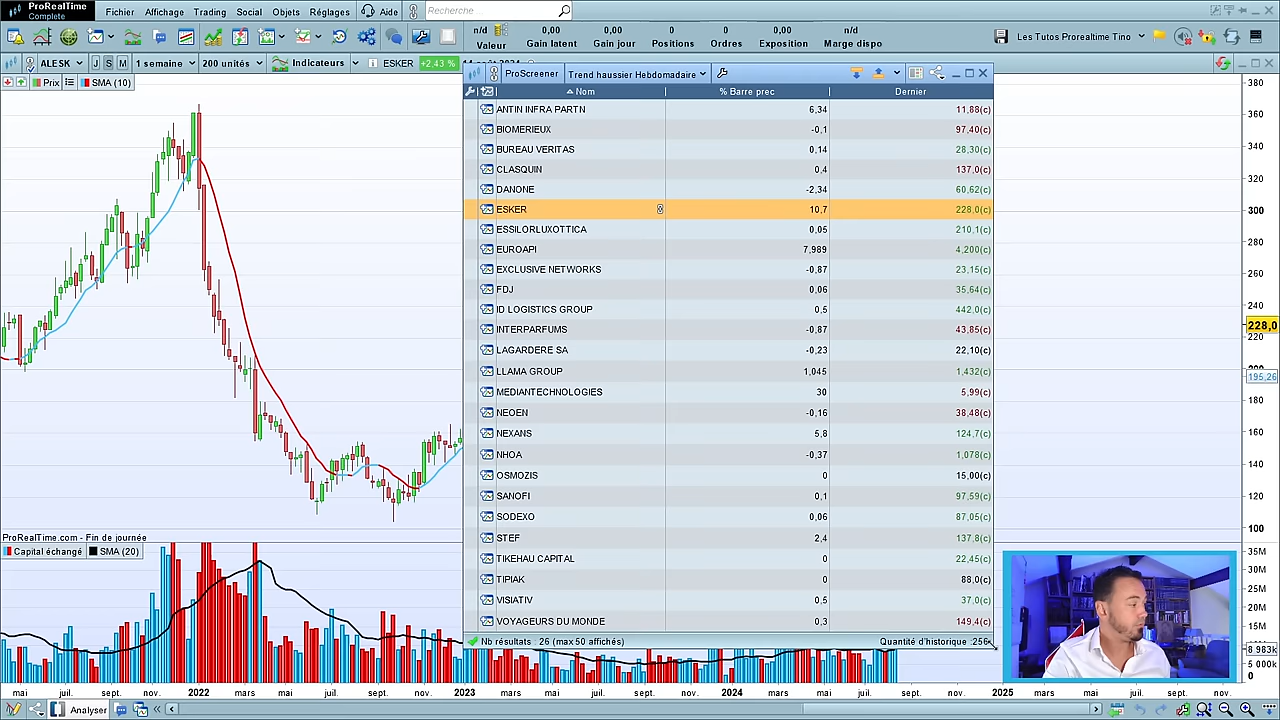 ProRealTime
Complete
Fichier Affichage Trading Social Objets Réglages Aide Recherche
n/d 0,00 0,00 0 0 0,00 n/d
Valeur Gain latent Gain jour Positions Ordres Exposition Marge dispo
Les Tutos Prorealtime Tino
ALESK J S M 1 semaine 200 unités Indicateurs ESKER +2,43 %
Prix SMA (10)
ProScreener Trend haussier Hebdomadaire
Nom % Barre prec Dernier
ANTIN INFRA PARTN 6,34 11,88(c)
BIOMERIEUX -0,1 97,40(c)
BUREAU VERITAS 0,14 28,30(c)
CLASQUIN 0,4 137,0(c)
DANONE -2,34 60,62(c)
ESKER 10,7 228,0(c)
ESSILORLUXOTTICA 0,05 210,1(c)
EUROAPI 7,989 4,200(c)
EXCLUSIVE NETWORKS -0,87 23,15(c)
FDJ 0,06 35,64(c)
ID LOGISTICS GROUP 0,5 442,0(c)
INTERPARFUMS -0,87 43,85(c)
LAGARDERE SA -0,23 22,10(c)
LLAMA GROUP 1,045 1,432(c)
MEDIANTECHNOLOGIES 30 5,99(c)
NEOEN -0,16 38,48(c)
NEXANS 5,8 124,7(c)
NHOA -0,37 1,078(c)
OSMOZIS 0 15,00(c)
SANOFI 0,1 97,59(c)
SODEXO 0,06 87,05(c)
STEF 2,4 137,8(c)
TIKEHAU CAPITAL 0 22,45(c)
TIPIAK 0 88,0(c)
VISIATIV 0,5 37,0(c)
VOYAGEURS DU MONDE 0,3 149,4(c)
Nb résultats : 26 (max 50 affichés) Quantité d'historique :256
380
360
340
320
300
280
260
240
228,0
220
195,26
180
160
140
120
100
ProRealTime.com - Fin de journée
Capital échangé SMA (20)
35M
30M
25M
20M
15M
8 983k
5 000k
0
mai juil. sept. nov. 2022 mars mai juil. sept. nov. 2023 mars mai juil. sept. nov. 2024 mars mai juil. sept. nov. 2025 mars mai juil. sept. nov.
Analyser